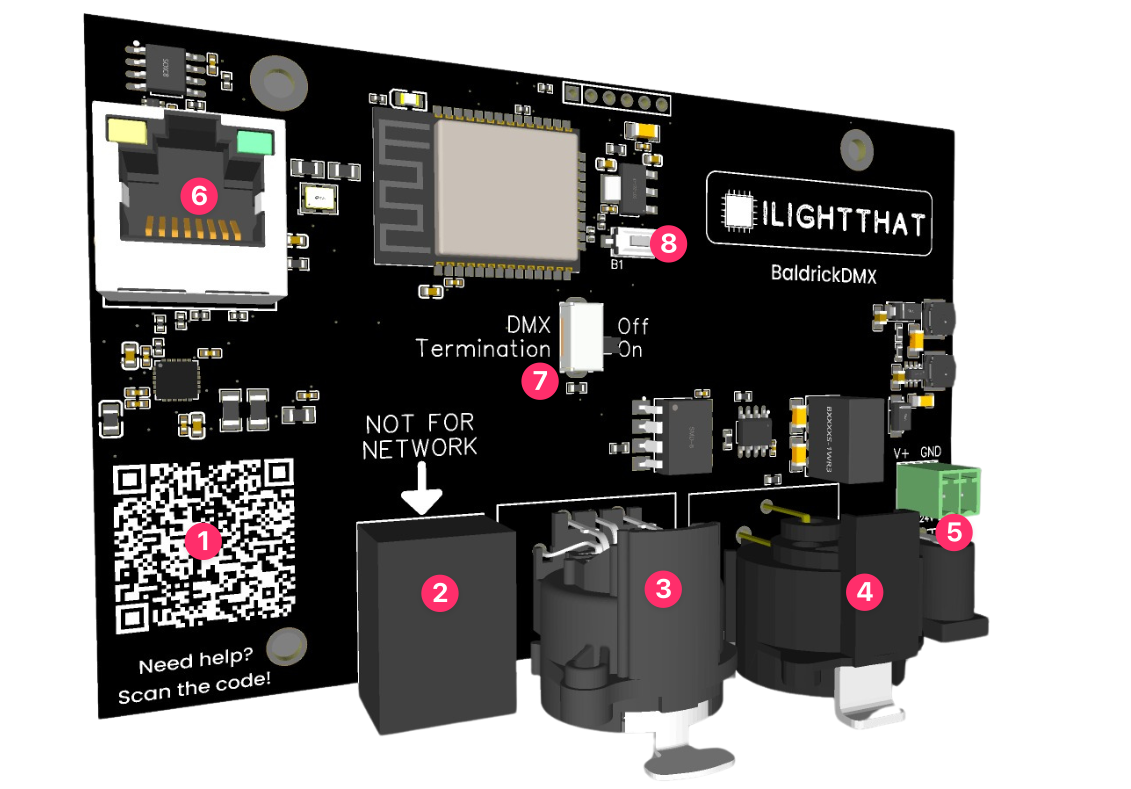 6
8
B1
ILIGHTTHAT
BaldrickDMX
DMX
Termination
Off
On
7
NOT FOR
NETWORK
V+ GND
1
2
3
4
5
Need help?
Scan the code!